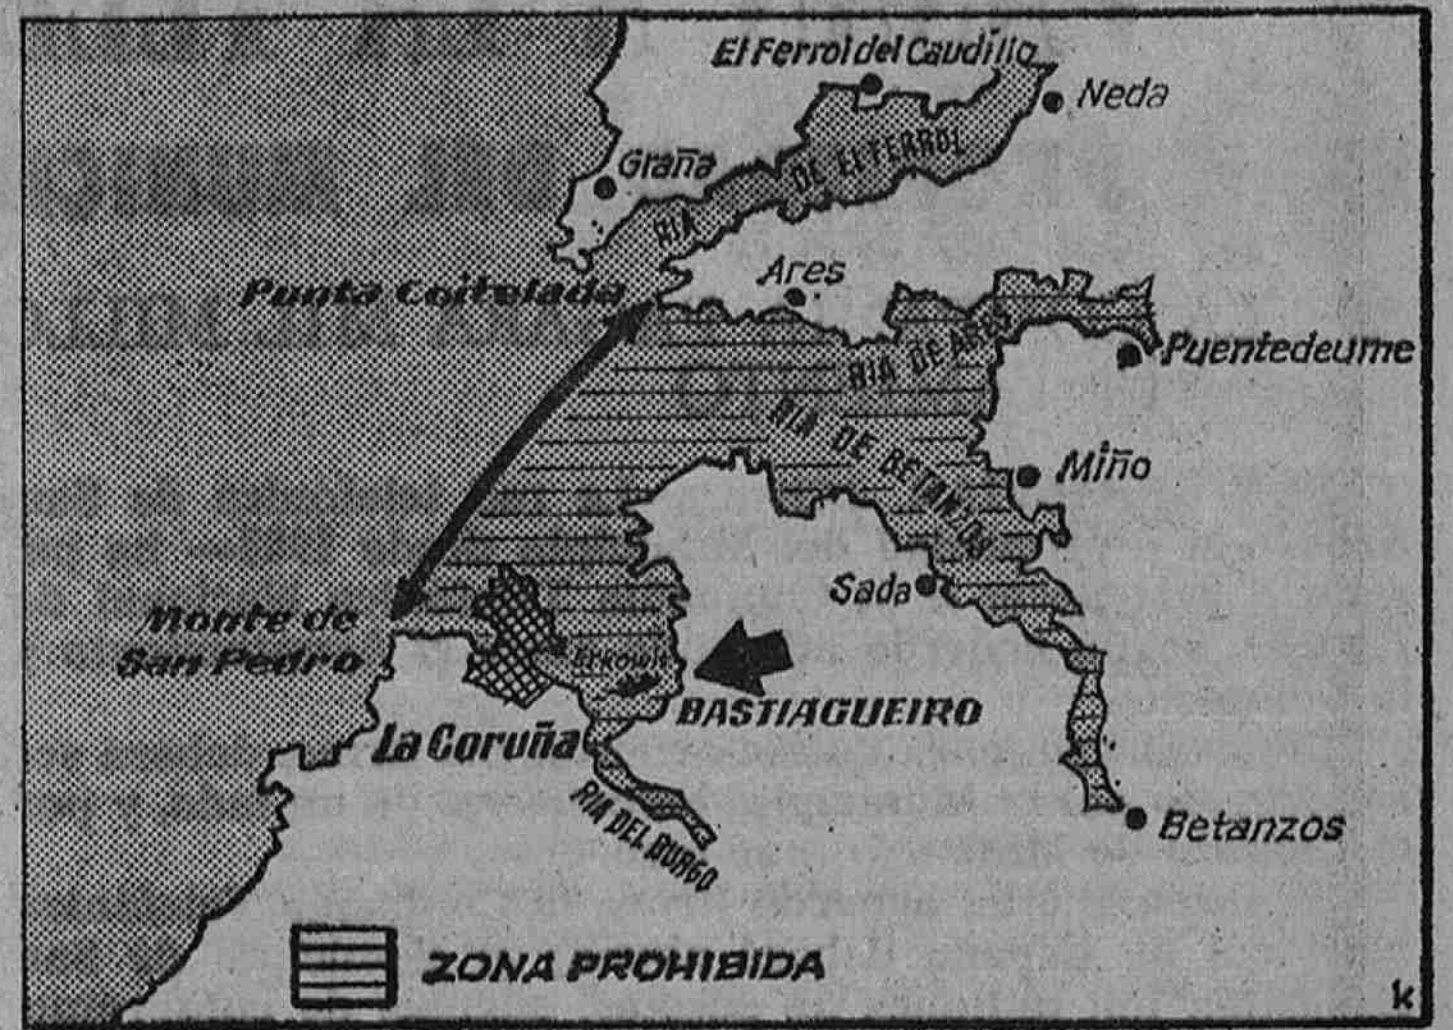 El Ferrol del Caudillo
Neda
Graña
RIA DE EL FERROL
Ares
Punta Coitelada
RIA DE ARES
Puentedeume
RIA DE BETANZOS
Miño
Sada
Monte de
San Pedro
Erkowit
BASTIAGUEIRO
La Coruña
RIA DEL BURGO
Betanzos
ZONA PROHIBIDA
k